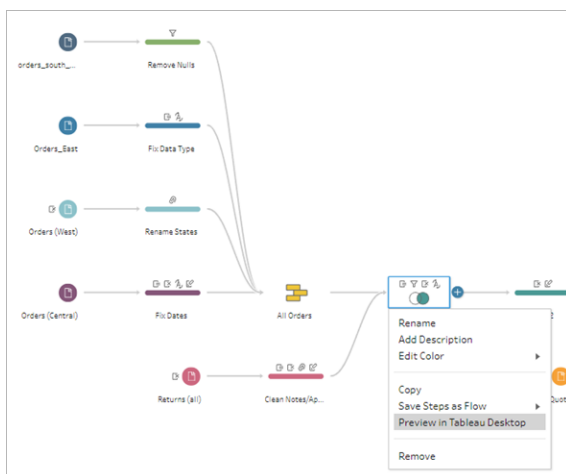 orders_south_...
Remove Nulls
Orders_East
Fix Data Type
Orders (West)
Rename States
Orders (Central)
Fix Dates
All Orders
Returns (all)
Clean Notes/Ap...
Rename
Add Description
Edit Color
Copy
Save Steps as Flow
Preview in Tableau Desktop
Remove